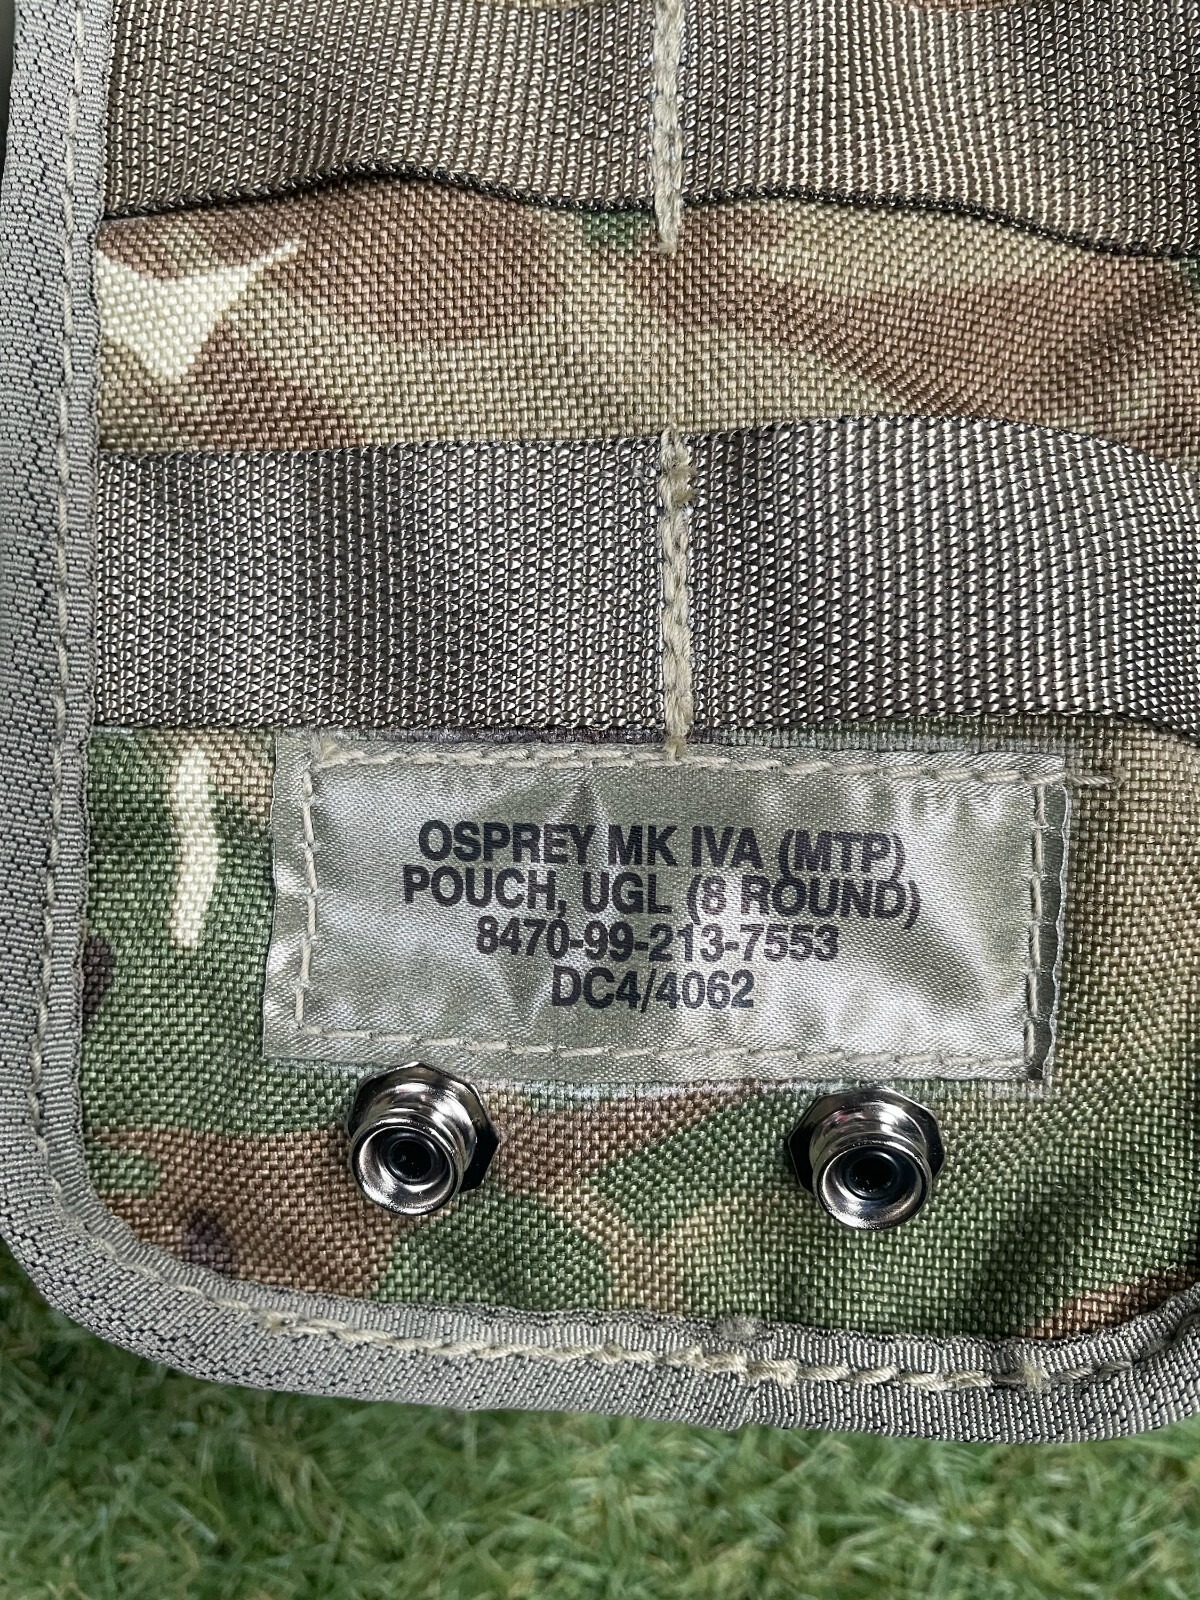 OSPREY MK IVA (MTP)
POUCH, UGL (8 ROUND)
8470-99-213-7553
DC4/4062